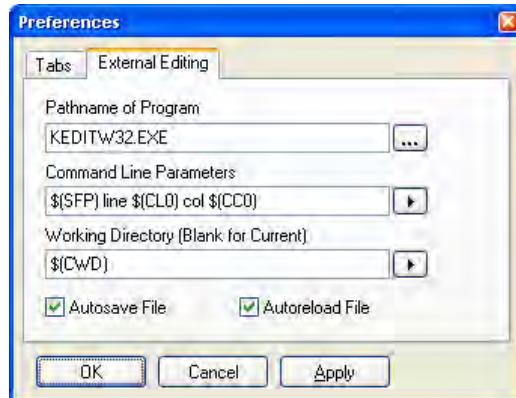 Preferences
Tabs External Editing
Pathname of Program
KEDITW32.EXE ...
Command Line Parameters
$(SFP) line $(CL0) col $(CC0)
Working Directory (Blank for Current)
$(CWD)
Autosave File Autoreload File
OK Cancel Apply